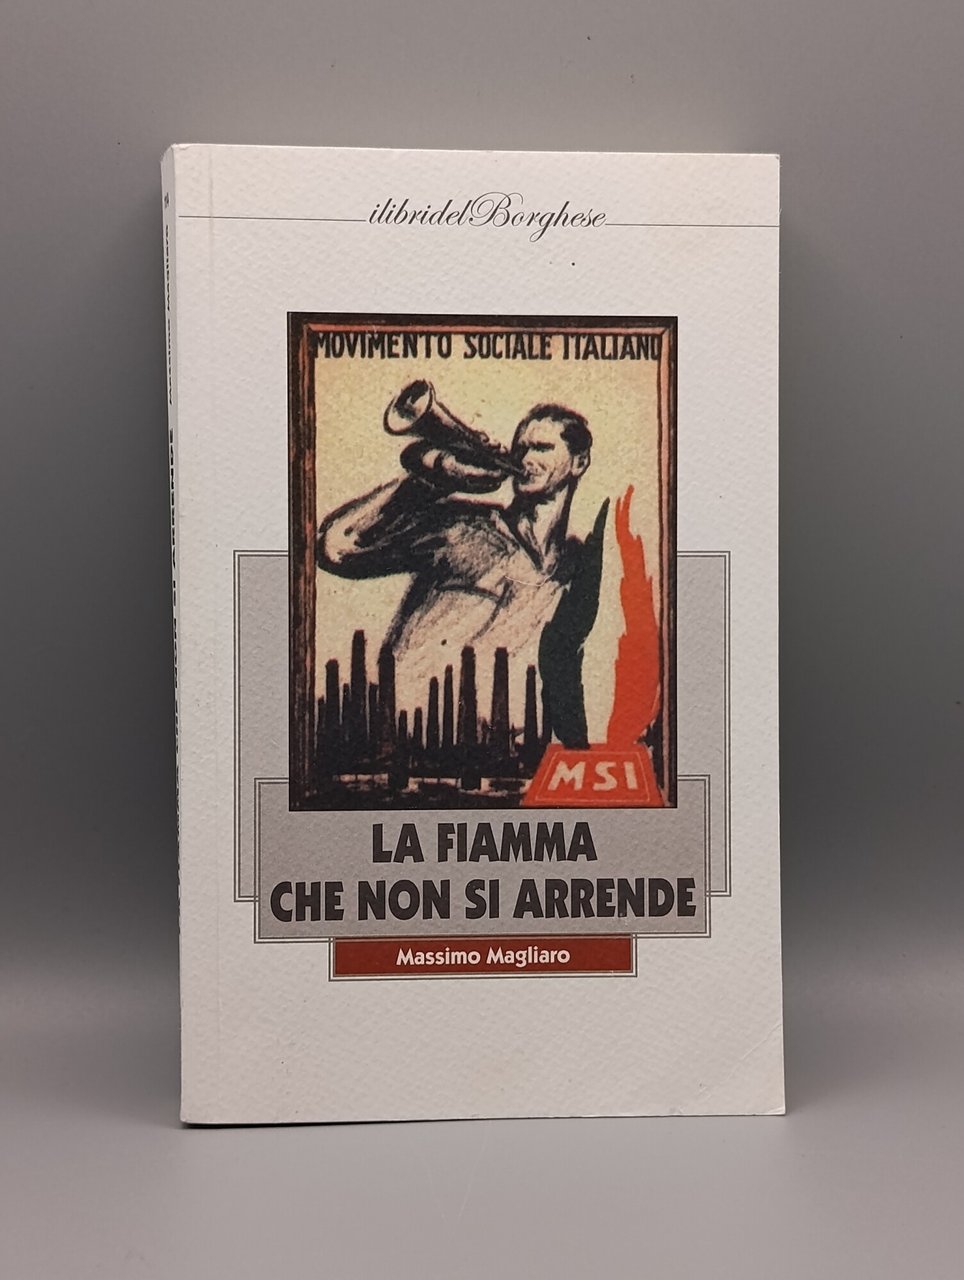 ilibridelBorghese
MOVIMENTO SOCIALE ITALIANO
MSI
LA FIAMMA
CHE NON SI ARRENDE
Massimo Magliaro